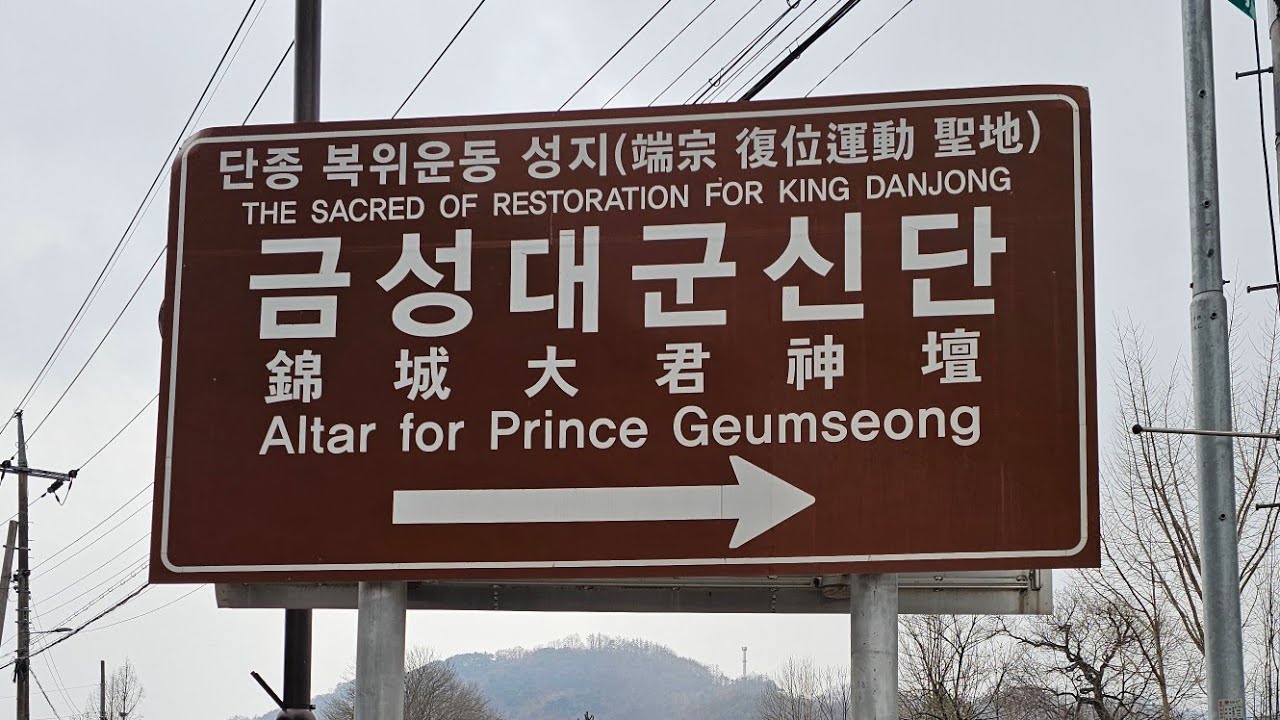 단종 복위운동 성지(端宗 復位運動 聖地)
THE SACRED OF RESTORATION FOR KING DANJONG
금성대군신단
錦城大君神壇
Altar for Prince Geumseong